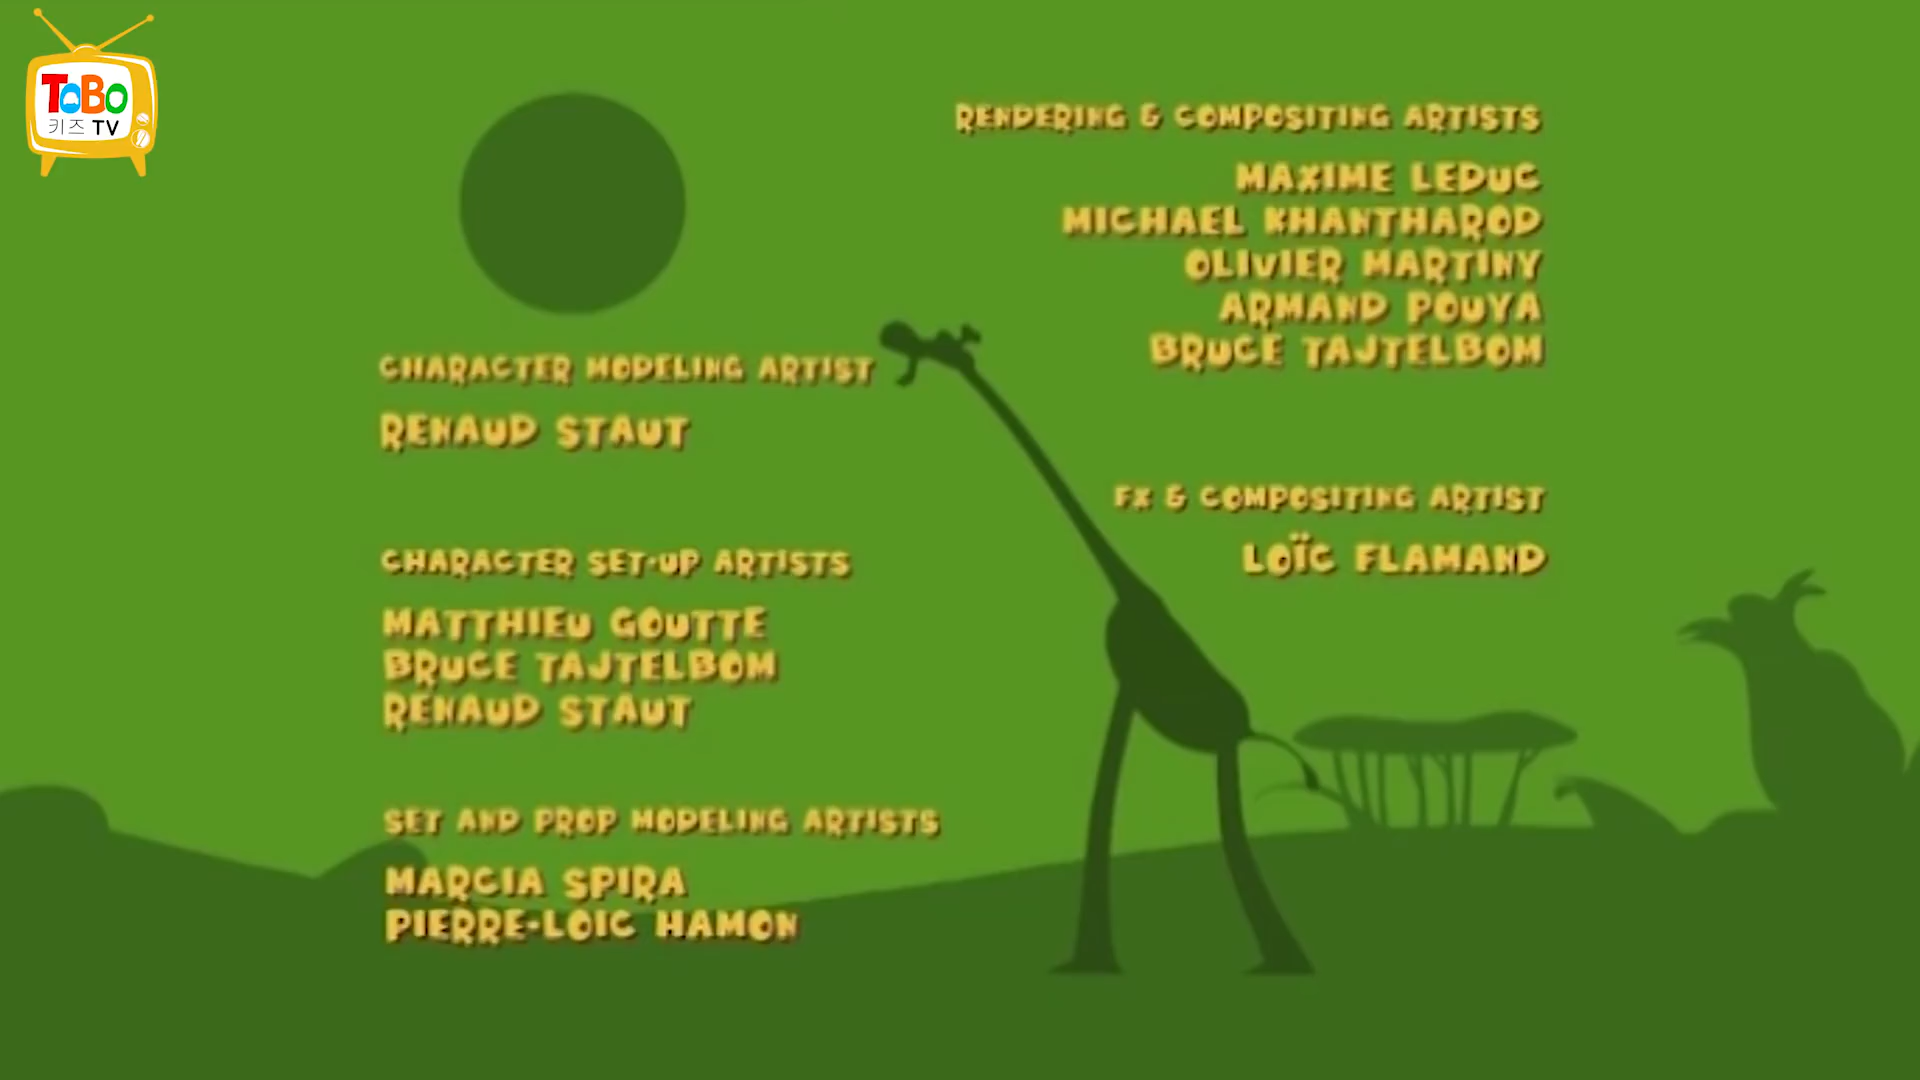 ToBo
키즈 TV
CHARACTER MODELING ARTIST
RENAUD STAUT
CHARACTER SET-UP ARTISTS
MATTHIEU GOUTTE
BRUCE TAJTELBOM
RENAUD STAUT
SET AND PROP MODELING ARTISTS
MARCIA SPIRA
PIERRE-LOIC HAMON
RENDERING & COMPOSITING ARTISTS
MAXIME LEDUC
MICHAEL KHANTHAROD
OLIVIER MARTINY
ARMAND POUYA
BRUCE TAJTELBOM
FX & COMPOSITING ARTIST
LOÏC FLAMAND